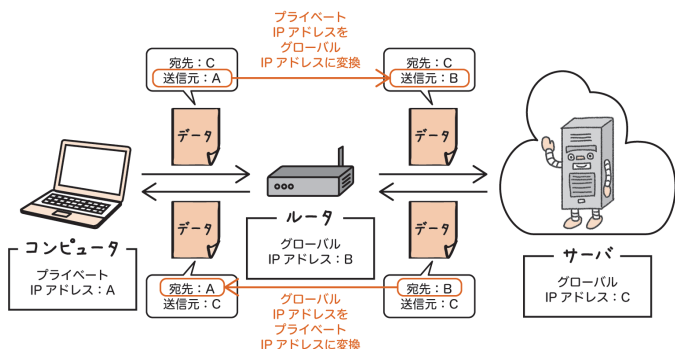 プライベート
IP アドレスを
グローバル
IP アドレスに変換
宛先：C
送信元：A
宛先：C
送信元：B
データ
データ
コンピュータ
プライベート
IP アドレス：A
ルータ
グローバル
IP アドレス：B
サーバ
グローバル
IP アドレス：C
データ
データ
宛先：A
送信元：C
宛先：B
送信元：C
グローバル
IP アドレスを
プライベート
IP アドレスに変換